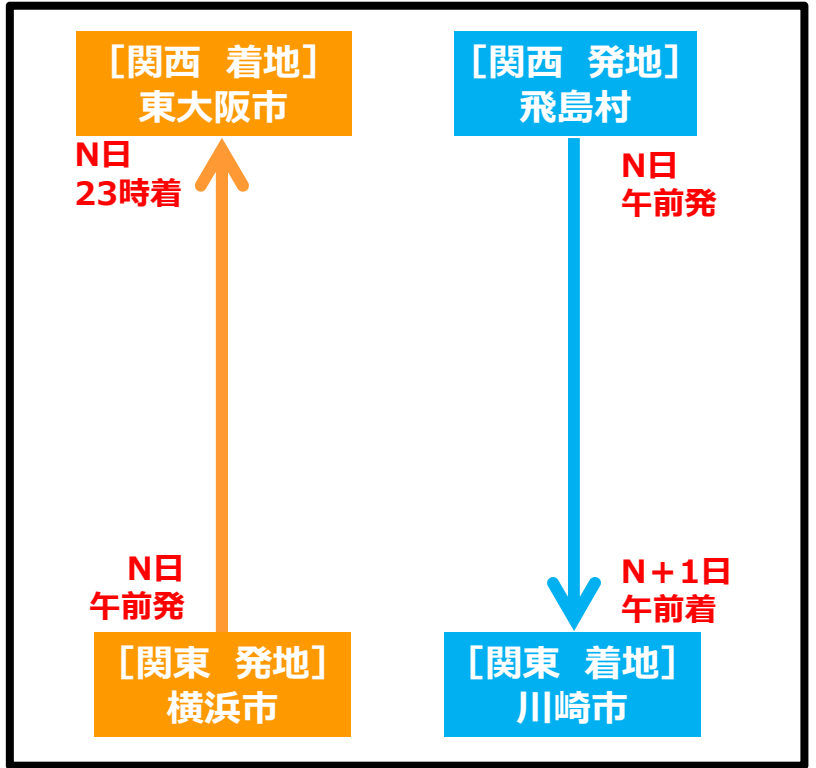 ［関西　着地］
東大阪市
N日
23時着
N日
午前発
［関東　発地］
横浜市
［関西　発地］
飛島村
N日
午前発
N＋1日
午前着
［関東　着地］
川崎市